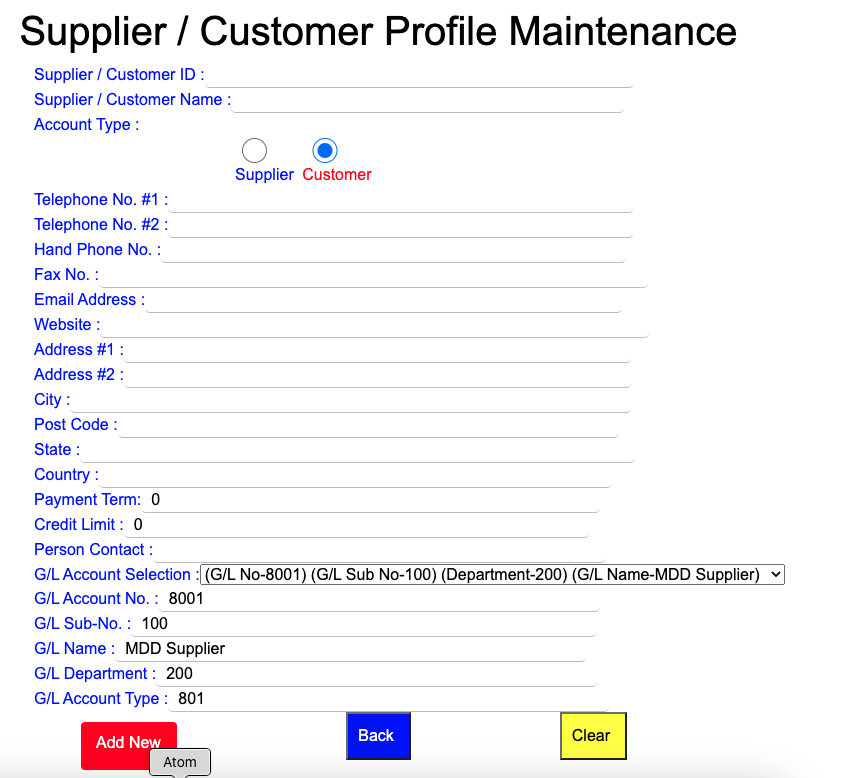 Supplier / Customer Profile Maintenance
Supplier / Customer ID :
Supplier / Customer Name :
Account Type :
Supplier Customer
Telephone No. #1 :
Telephone No. #2 :
Hand Phone No. :
Fax No. :
Email Address :
Website :
Address #1 :
Address #2 :
City :
Post Code :
State :
Country :
Payment Term: 0
Credit Limit : 0
Person Contact :
G/L Account Selection : (G/L No-8001) (G/L Sub No-100) (Department-200) (G/L Name-MDD Supplier)
G/L Account No. : 8001
G/L Sub-No. : 100
G/L Name : MDD Supplier
G/L Department : 200
G/L Account Type : 801
Add New Back Clear
Atom